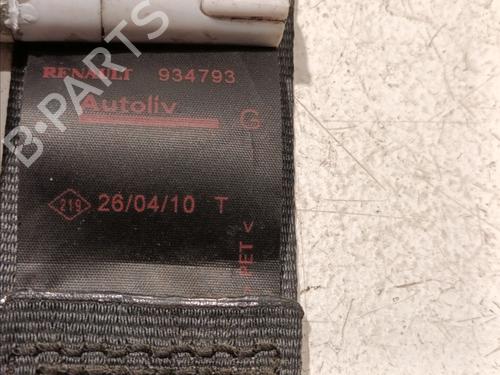 RENAULT 934793
Autoliv
G
219 26/04/10 T
PET
B-PARTS